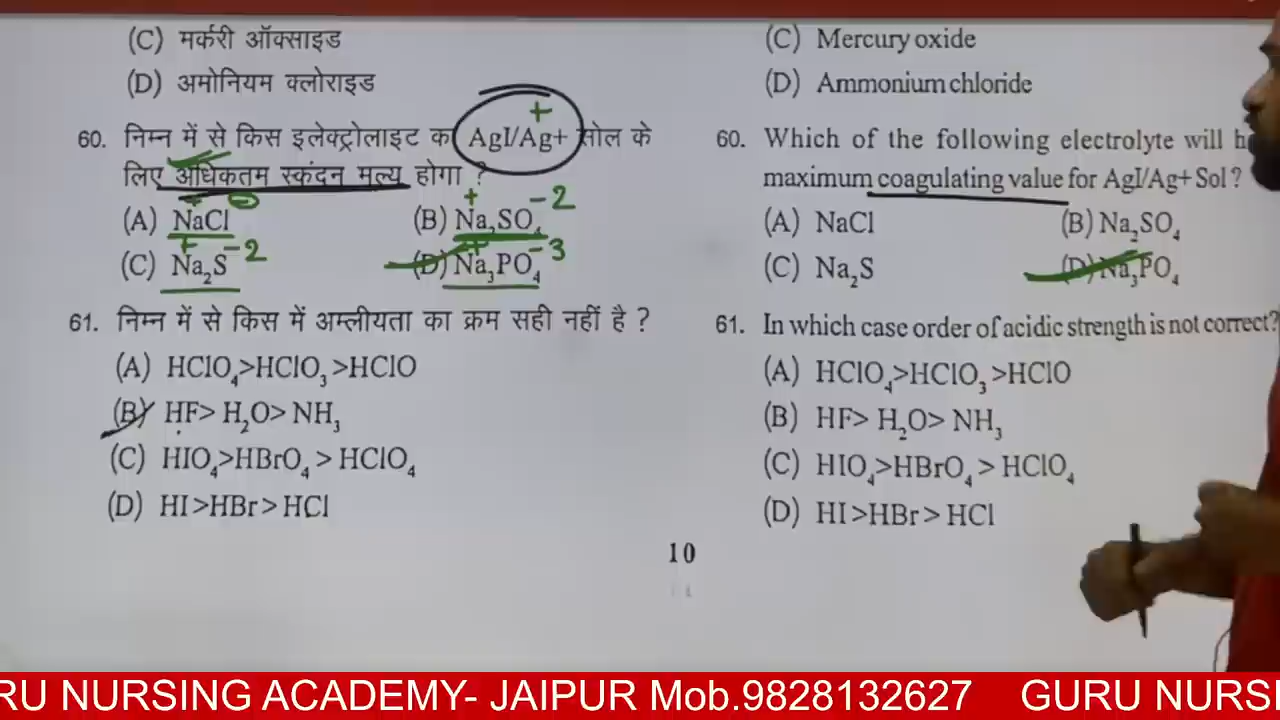 (C) मर्करी ऑक्साइड
(D) अमोनियम क्लोराइड
60. निम्न में से किस इलेक्ट्रोलाइट का AgI/Ag+ सोल के
लिए अधिकतम स्कंदन मूल्य होगा ?
+
(A) NaCl
+ −
(B) Na₂SO₄
+ −2
(C) Na₂S
+ −2
(D) Na₃PO₄
+ −3
61. निम्न में से किस में अम्लीयता का क्रम सही नहीं है ?
(A) HClO₄>HClO₃ >HClO
(B) HF> H₂O> NH₃
(C) HIO₄>HBrO₄ > HClO₄
(D) HI >HBr > HCl
(C) Mercury oxide
(D) Ammonium chloride
60. Which of the following electrolyte will h
maximum coagulating value for AgI/Ag+ Sol ?
(A) NaCl
(B) Na₂SO₄
(C) Na₂S
(D) Na₃PO₄
61. In which case order of acidic strength is not correct?
(A) HClO₄>HClO₃ >HClO
(B) HF> H₂O> NH₃
(C) HIO₄>HBrO₄ > HClO₄
(D) HI >HBr > HCl
10
RU NURSING ACADEMY- JAIPUR Mob.9828132627 GURU NURSI